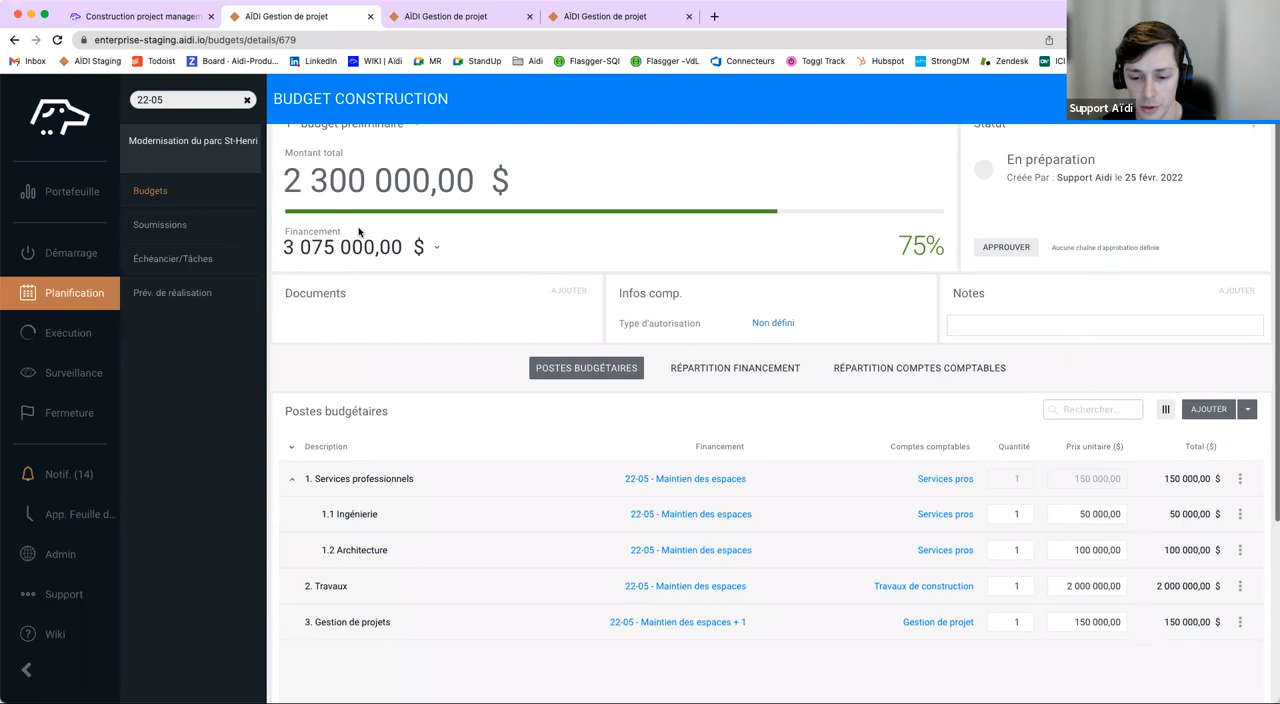 Construction project managem
AÏDI Gestion de projet
AÏDI Gestion de projet
AÏDI Gestion de projet
enterprise-staging.aidi.io/budgets/details/679
Inbox
AÏDI Staging
Todoist
Board - Aidi-Produ...
LinkedIn
WIKI | Aïdi
MR
StandUp
Aidi
Flasgger-SQI
Flasgger -VdL
Connecteurs
Toggl Track
Hubspot
StrongDM
Zendesk
ICI
Support Aïdi
22-05
BUDGET CONSTRUCTION
Modernisation du parc St-Henri
Portefeuille
Budgets
Soumissions
Démarrage
Échéancier/Tâches
Planification
Prév. de réalisation
Exécution
Surveillance
Fermeture
Notif. (14)
App. Feuille d...
Admin
Support
Wiki
budget préliminaire
Montant total
2 300 000,00 $
Financement
3 075 000,00 $
75%
Statut
En préparation
Créée Par : Support Aidi le 25 févr. 2022
APPROUVER
Aucune chaîne d'approbation définie
Documents
AJOUTER
Infos comp.
Type d'autorisation
Non défini
Notes
AJOUTER
POSTES BUDGÉTAIRES
RÉPARTITION FINANCEMENT
RÉPARTITION COMPTES COMPTABLES
Postes budgétaires
Rechercher...
AJOUTER
Description Financement Comptes comptables Quantité Prix unitaire ($) Total ($)
1. Services professionnels 22-05 - Maintien des espaces Services pros 1 150 000,00 150 000,00 $
1.1 Ingénierie 22-05 - Maintien des espaces Services pros 1 50 000,00 50 000,00 $
1.2 Architecture 22-05 - Maintien des espaces Services pros 1 100 000,00 100 000,00 $
2. Travaux 22-05 - Maintien des espaces Travaux de construction 1 2 000 000,00 2 000 000,00 $
3. Gestion de projets 22-05 - Maintien des espaces + 1 Gestion de projet 1 150 000,00 150 000,00 $